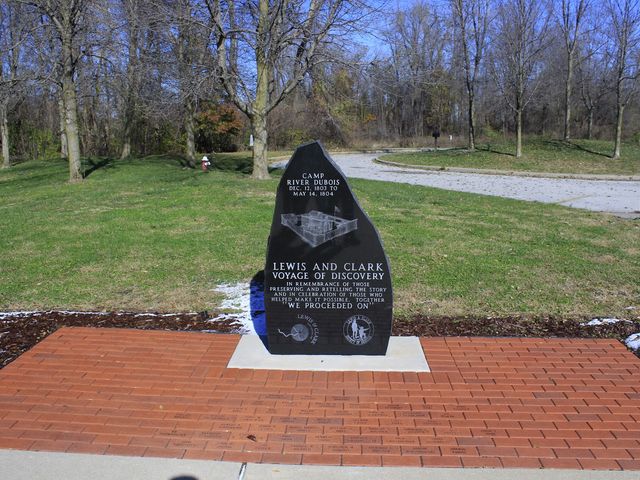 CAMP
RIVER DUBOIS
DEC. 12, 1803 TO
MAY 14, 1804
LEWIS AND CLARK
VOYAGE OF DISCOVERY
IN REMEMBRANCE OF THOSE
PRESERVING AND RETELLING THE STORY
AND IN CELEBRATION OF THOSE WHO
HELPED MAKE IT POSSIBLE. TOGETHER
"WE PROCEEDED ON"
LEWIS & CLARK